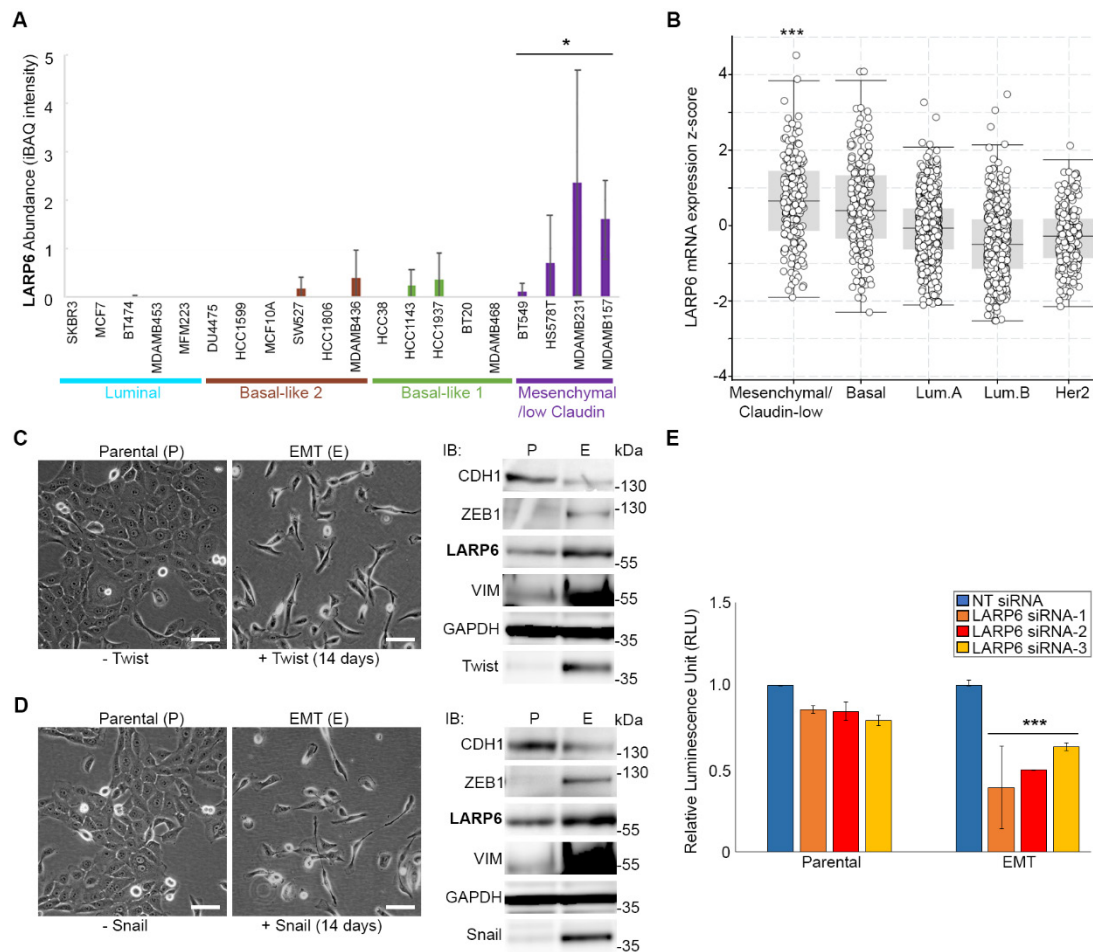 A
LARP6 Abundance (iBAQ intensity)
5
4
3
2
1
0
*
SKBR3
MCF7
BT474
MDAMB453
MFM223
DU4475
HCC1599
MCF10A
SW527
HCC1806
MDAMB436
HCC38
HCC1143
HCC1937
BT20
MDAMB468
BT549
HS578T
MDAMB231
MDAMB157
Luminal
Basal-like 2
Basal-like 1
Mesenchymal
/low Claudin
B
LARP6 mRNA expression z-score
4
2
0
-2
-4
***
Mesenchymal/
Claudin-low
Basal
Lum.A
Lum.B
Her2
C
Parental (P)
EMT (E)
- Twist
+ Twist (14 days)
IB: P E kDa
CDH1
-130
ZEB1
-130
LARP6
-55
VIM
-55
GAPDH
-35
Twist
-35
D
Parental (P)
EMT (E)
- Snail
+ Snail (14 days)
IB: P E kDa
CDH1
-130
ZEB1
-130
LARP6
-55
VIM
-55
GAPDH
-35
Snail
-35
E
Relative Luminescence Unit (RLU)
1.5
1.0
0.5
0
NT siRNA
LARP6 siRNA-1
LARP6 siRNA-2
LARP6 siRNA-3
***
Parental
EMT